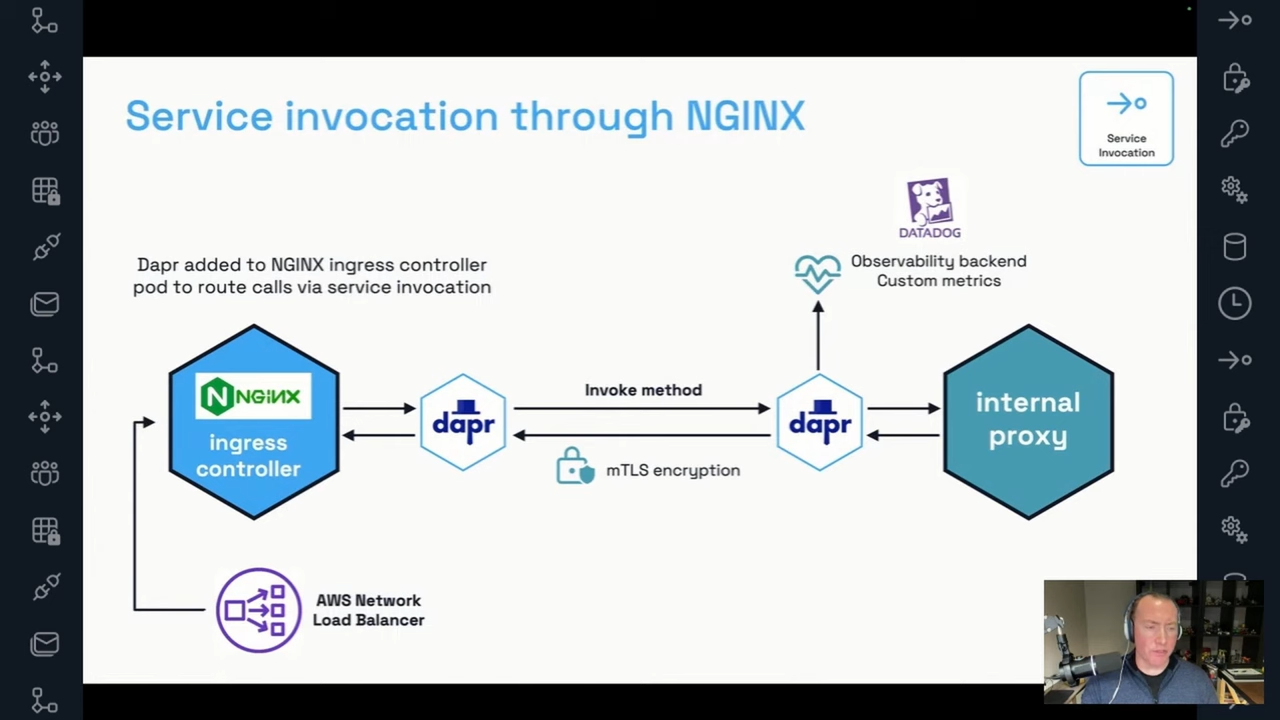 Service invocation through NGINX
Service
Invocation
DATADOG
Dapr added to NGINX ingress controller
pod to route calls via service invocation
Observability backend
Custom metrics
NGINX
ingress
controller
dapr
Invoke method
mTLS encryption
dapr
internal
proxy
AWS Network
Load Balancer